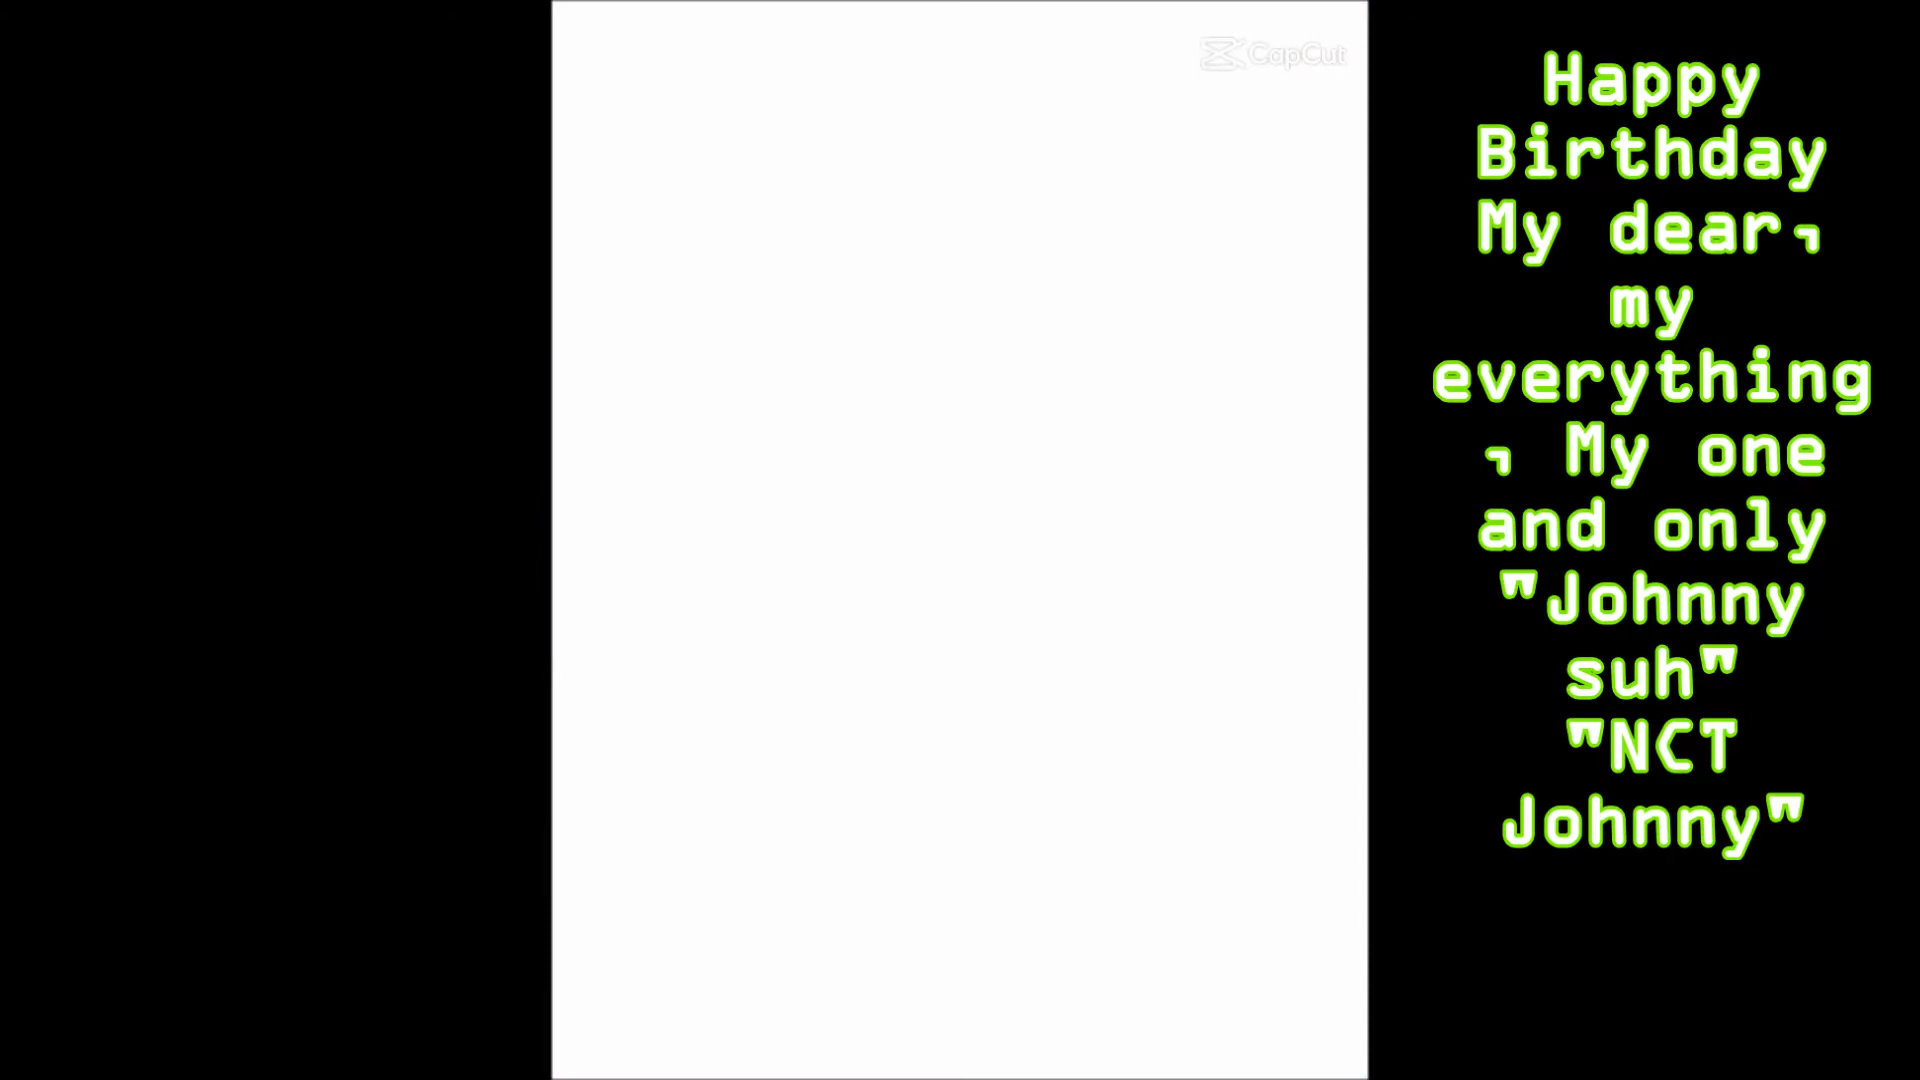 CapCut
Happy
Birthday
My dear,
my
everything
, My one
and only
"Johnny
suh"
"NCT
Johnny"